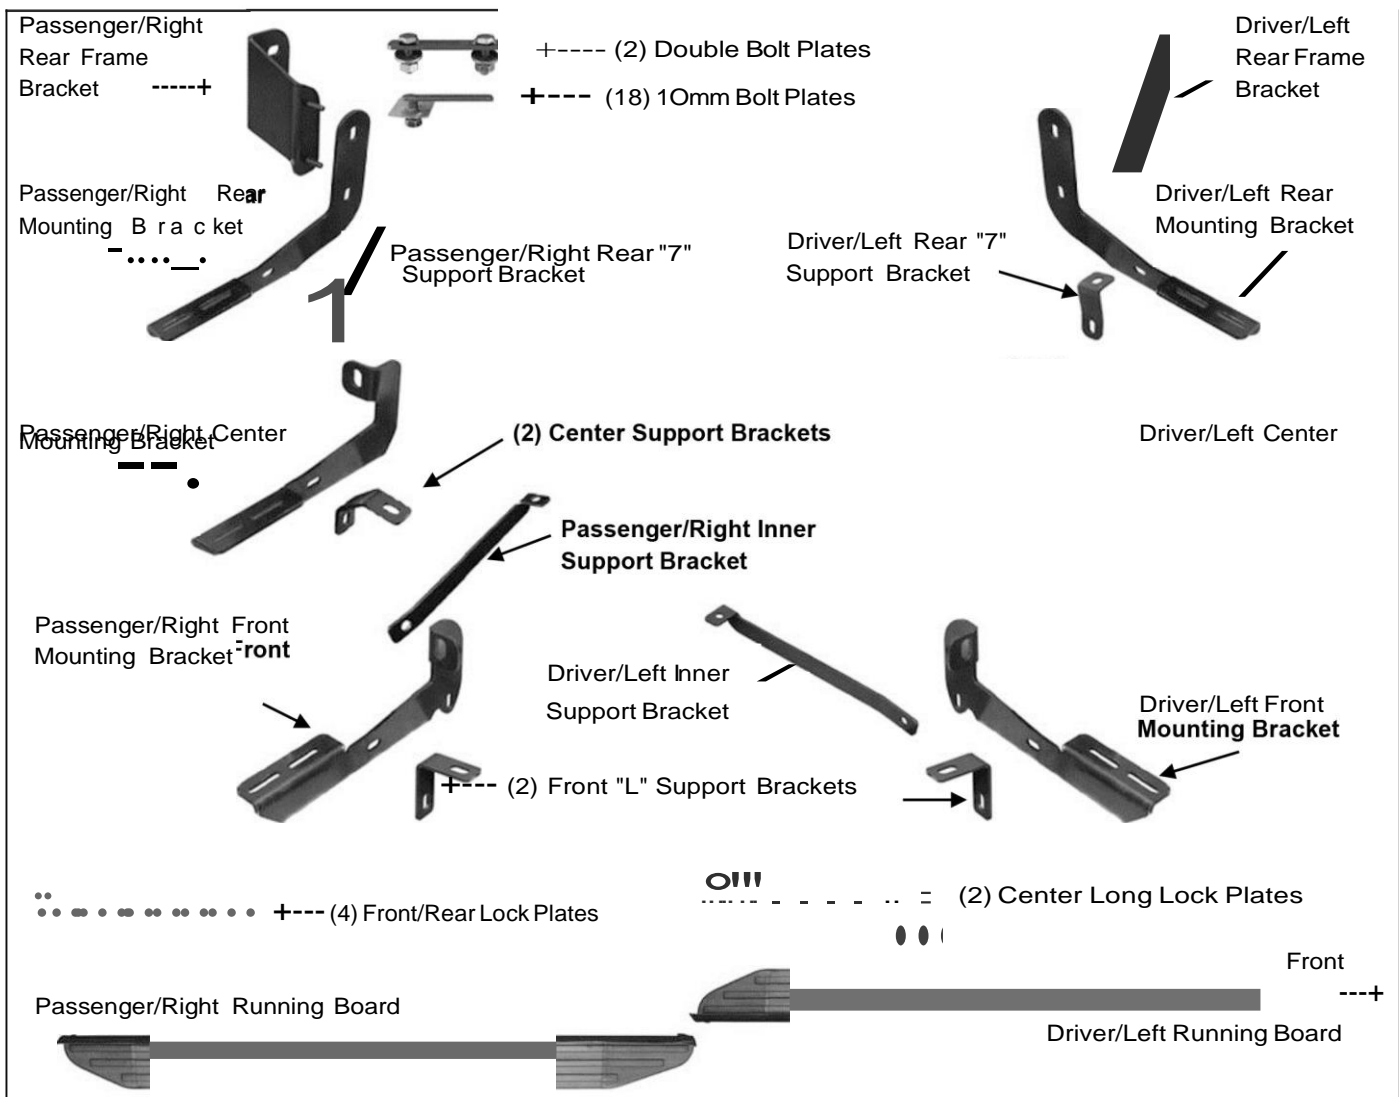 Passenger/Right
Rear Frame
Bracket -----+
+---- (2) Double Bolt Plates
+--- (18) 1Omm Bolt Plates
Driver/Left
Rear Frame
Bracket
Passenger/Right Rear
Mounting Bracket
Passenger/Right Rear "7"
Support Bracket
1
Driver/Left Rear "7"
Support Bracket
Driver/Left Rear
Mounting Bracket
Passenger/Right Center
Mounting Bracket
(2) Center Support Brackets
Driver/Left Center
Passenger/Right Inner
Support Bracket
Passenger/Right Front
Mounting Bracket Front
Driver/Left Inner
Support Bracket
Driver/Left Front
Mounting Bracket
+--- (2) Front "L" Support Brackets
+--- (4) Front/Rear Lock Plates
O'''
(2) Center Long Lock Plates
Front
---+
Passenger/Right Running Board
Driver/Left Running Board